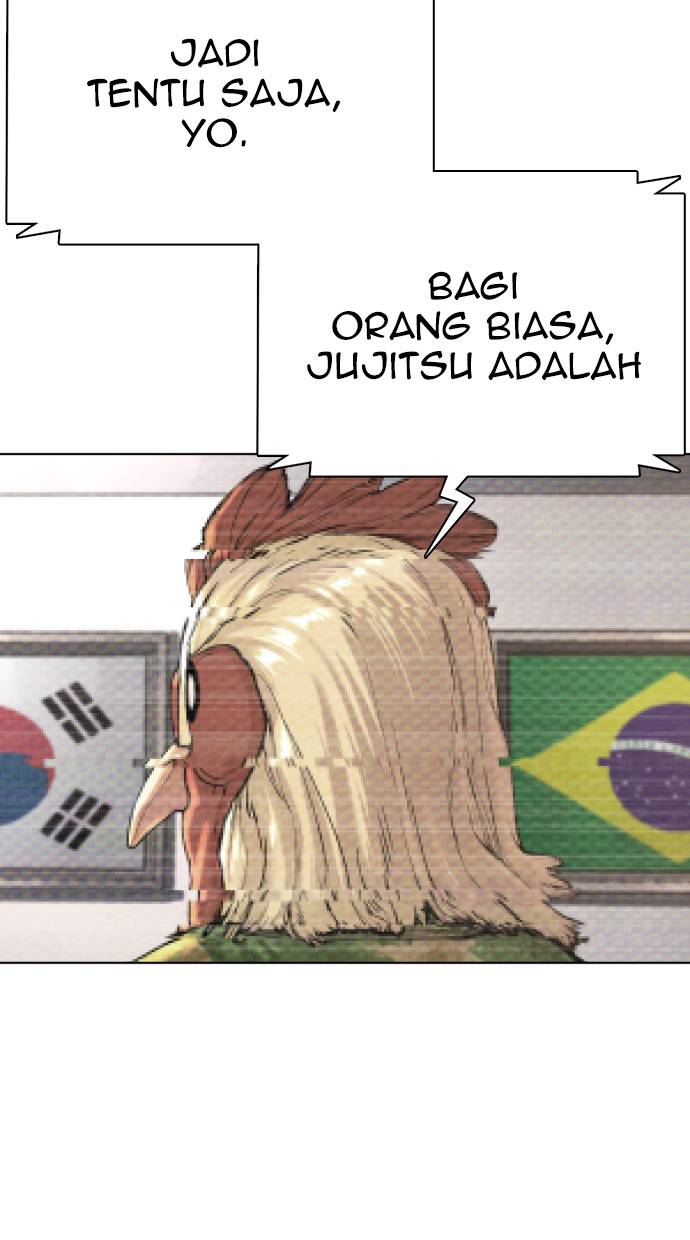 JADI
TENTU SAJA,
YO.
BAGI
ORANG BIASA,
JUJITSU ADALAH